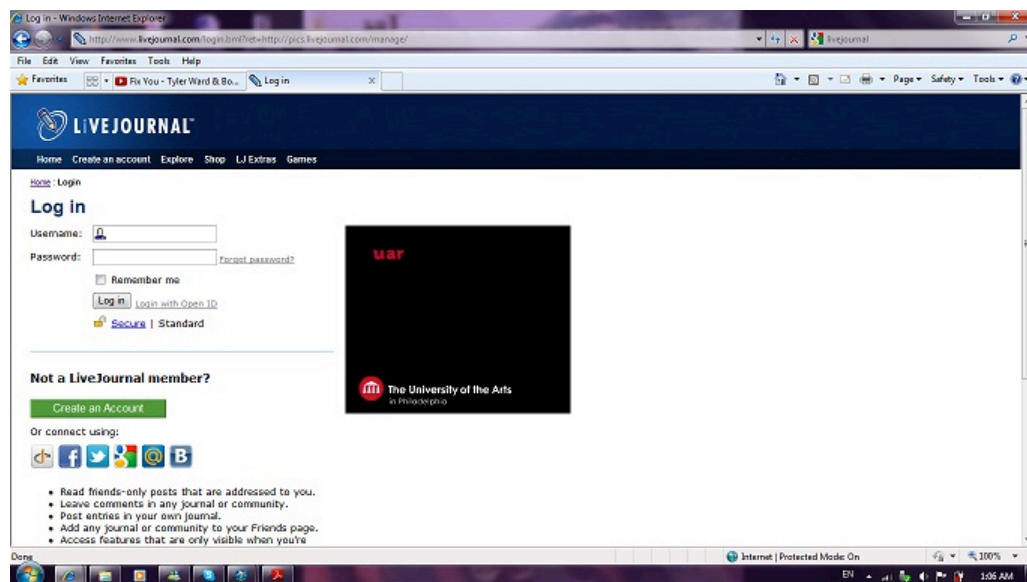 Log in - Windows Internet Explorer
http://www.livejournal.com/login.bml?ret=http://pics.livejournal.com/manage/
livejournal
File Edit View Favorites Tools Help
Favorites
Fix You - Tyler Ward & Bo...
Log in
Page
Safety
Tools
LiVEJOURNAL
Home Create an account Explore Shop LJ Extras Games
Home : Login
Log in
Username:
Password:
Forgot password?
Remember me
Log in
Login with Open ID
Secure | Standard
uar
The University of the Arts
in Philadelphia
Not a LiveJournal member?
Create an Account
Or connect using:
Read friends-only posts that are addressed to you.
Leave comments in any journal or community.
Post entries in your own journal.
Add any journal or community to your Friends page.
Access features that are only visible when you're
Done
Internet | Protected Mode: On
100%
EN
1:06 AM